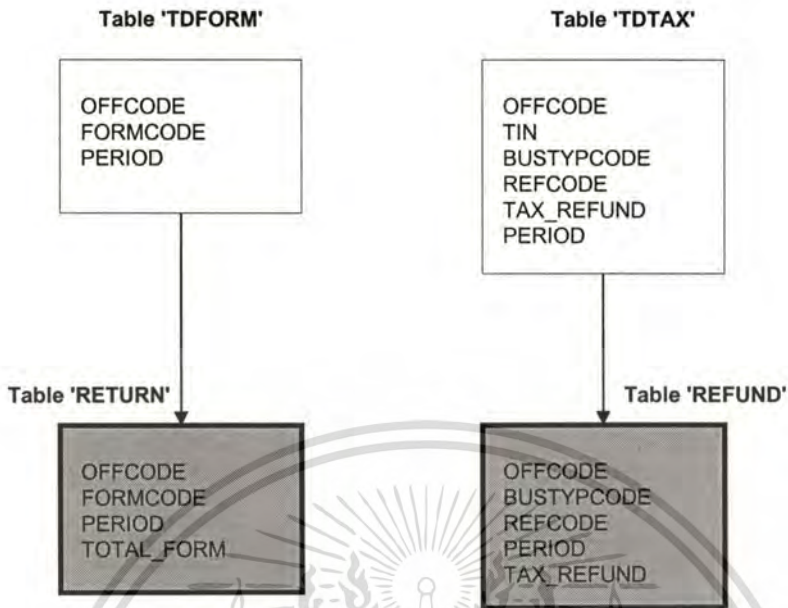 Table 'TDFORM'
OFFCODE
FORMCODE
PERIOD
Table 'TDTAX'
OFFCODE
TIN
BUSTYPCODE
REFCODE
TAX_REFUND
PERIOD
Table 'RETURN'
OFFCODE
FORMCODE
PERIOD
TOTAL_FORM
Table 'REFUND'
OFFCODE
BUSTYPCODE
REFCODE
PERIOD
TAX_REFUND